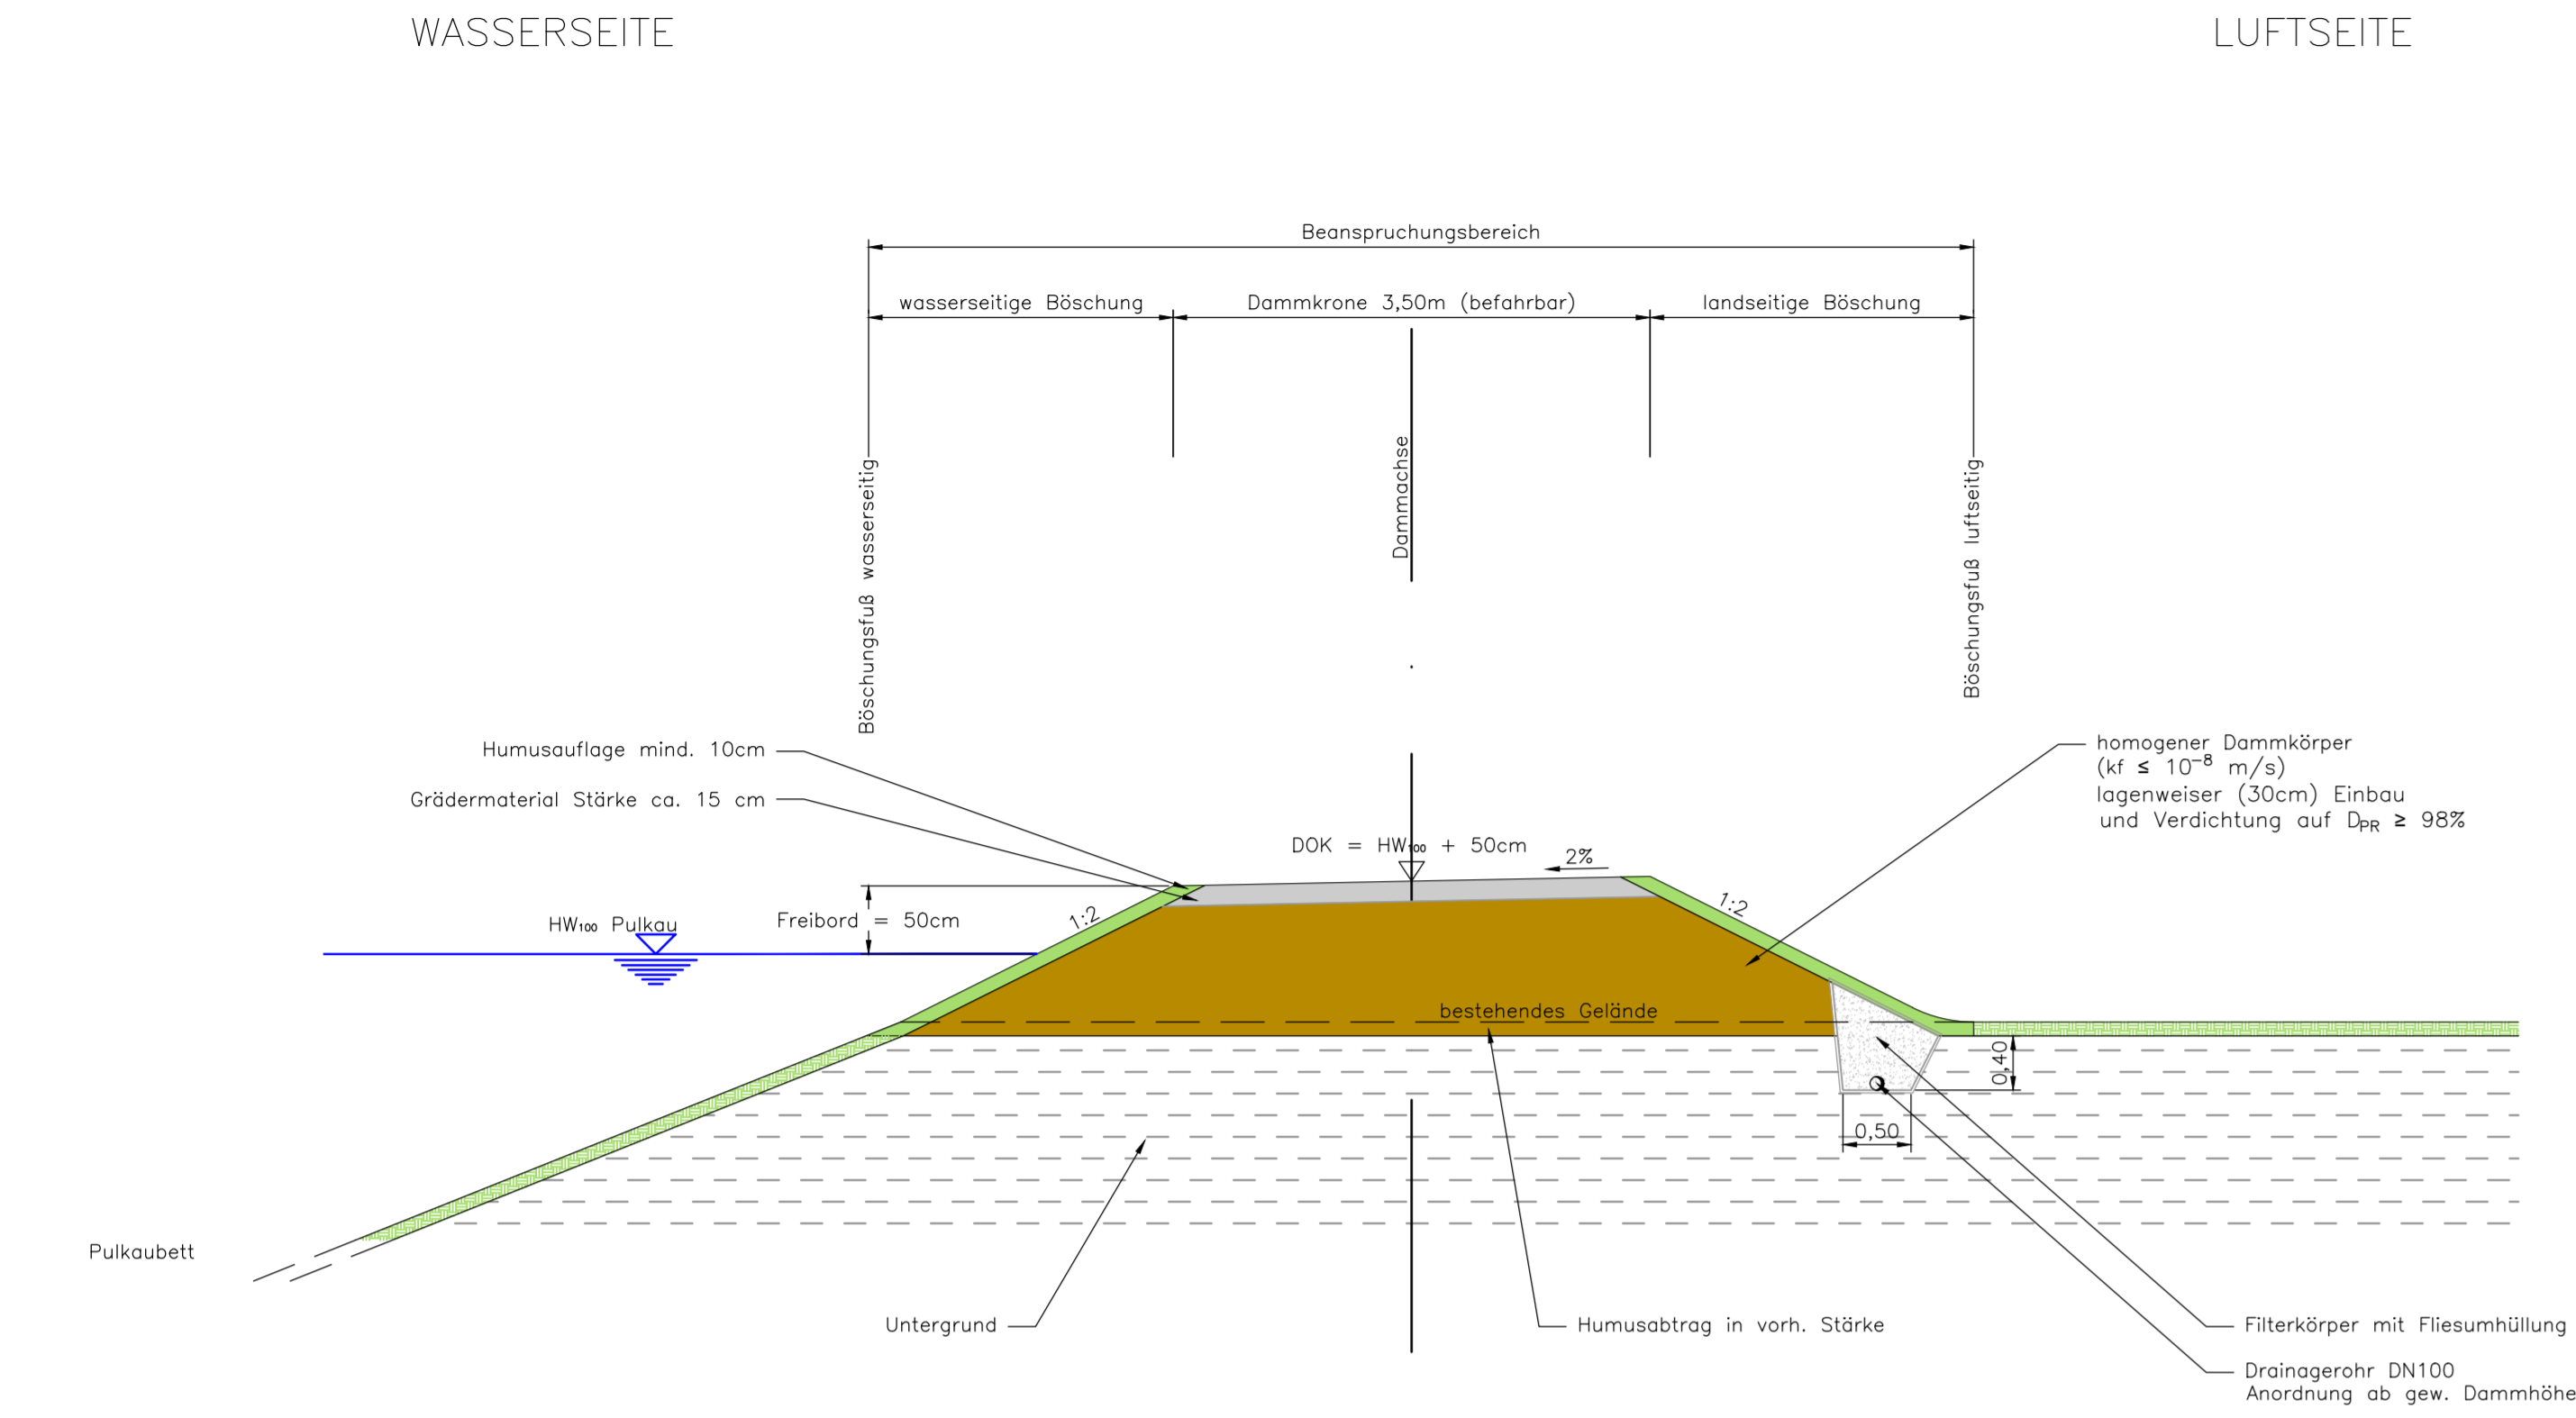 WASSERSEITE
LUFTSEITE
Beanspruchungsbereich
wasserseitige Böschung
Dammkrone 3,50m (befahrbar)
landseitige Böschung
Böschungsfuß wasserseitig
Dammachse
Böschungsfuß luftseitig
Humusauflage mind. 10cm
Grädermaterial Stärke ca. 15 cm
homogener Dammkörper
(kf ≤ 10⁻⁸ m/s)
lagenweiser (30cm) Einbau
und Verdichtung auf DPR ≥ 98%
DOK = HW100 + 50cm
2%
HW100 Pulkau
Freibord = 50cm
1:2
1:2
bestehendes Gelände
0,40
0,50
Pulkaubett
Untergrund
Humusabtrag in vorh. Stärke
Filterkörper mit Fliesumhüllung
Drainagerohr DN100
Anordnung ab gew. Dammhöhe